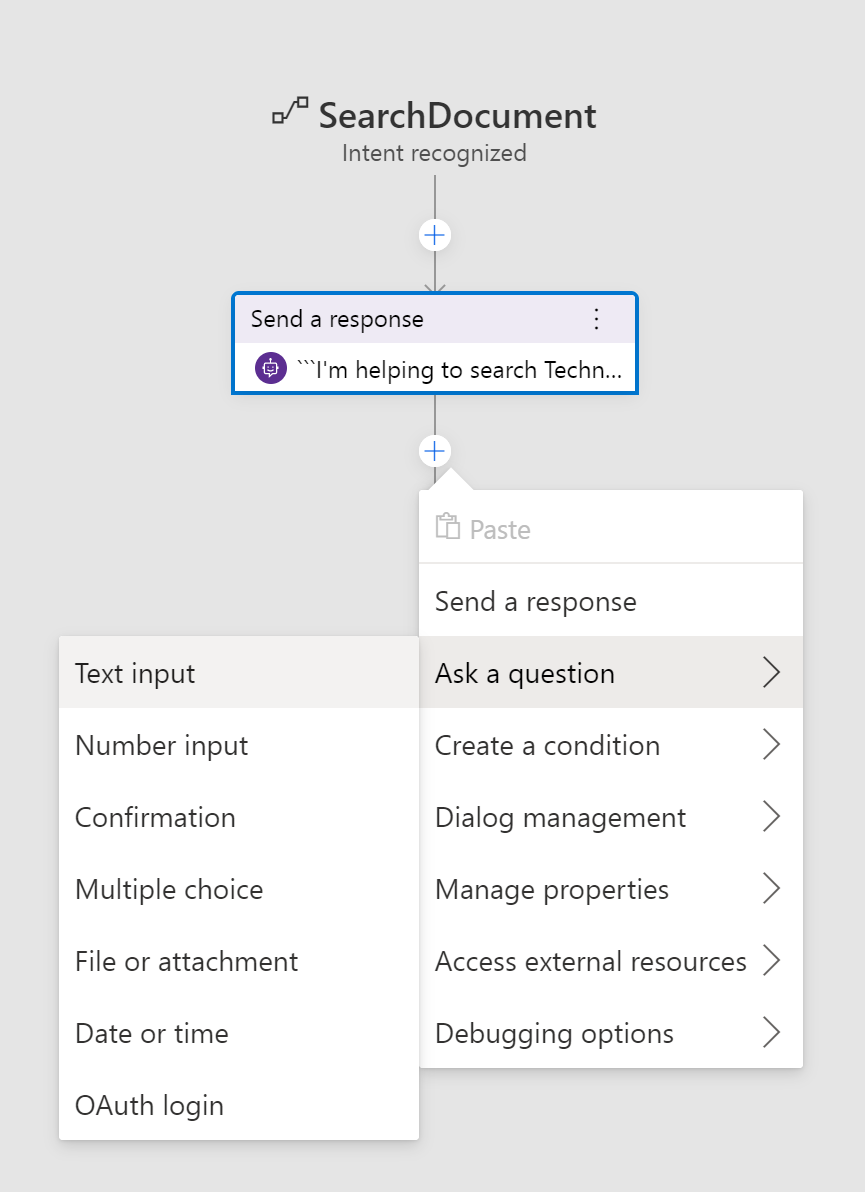 SearchDocument
Intent recognized
Send a response
```I'm helping to search Techn...
Paste
Send a response
Ask a question
Create a condition
Dialog management
Manage properties
Access external resources
Debugging options
Text input
Number input
Confirmation
Multiple choice
File or attachment
Date or time
OAuth login